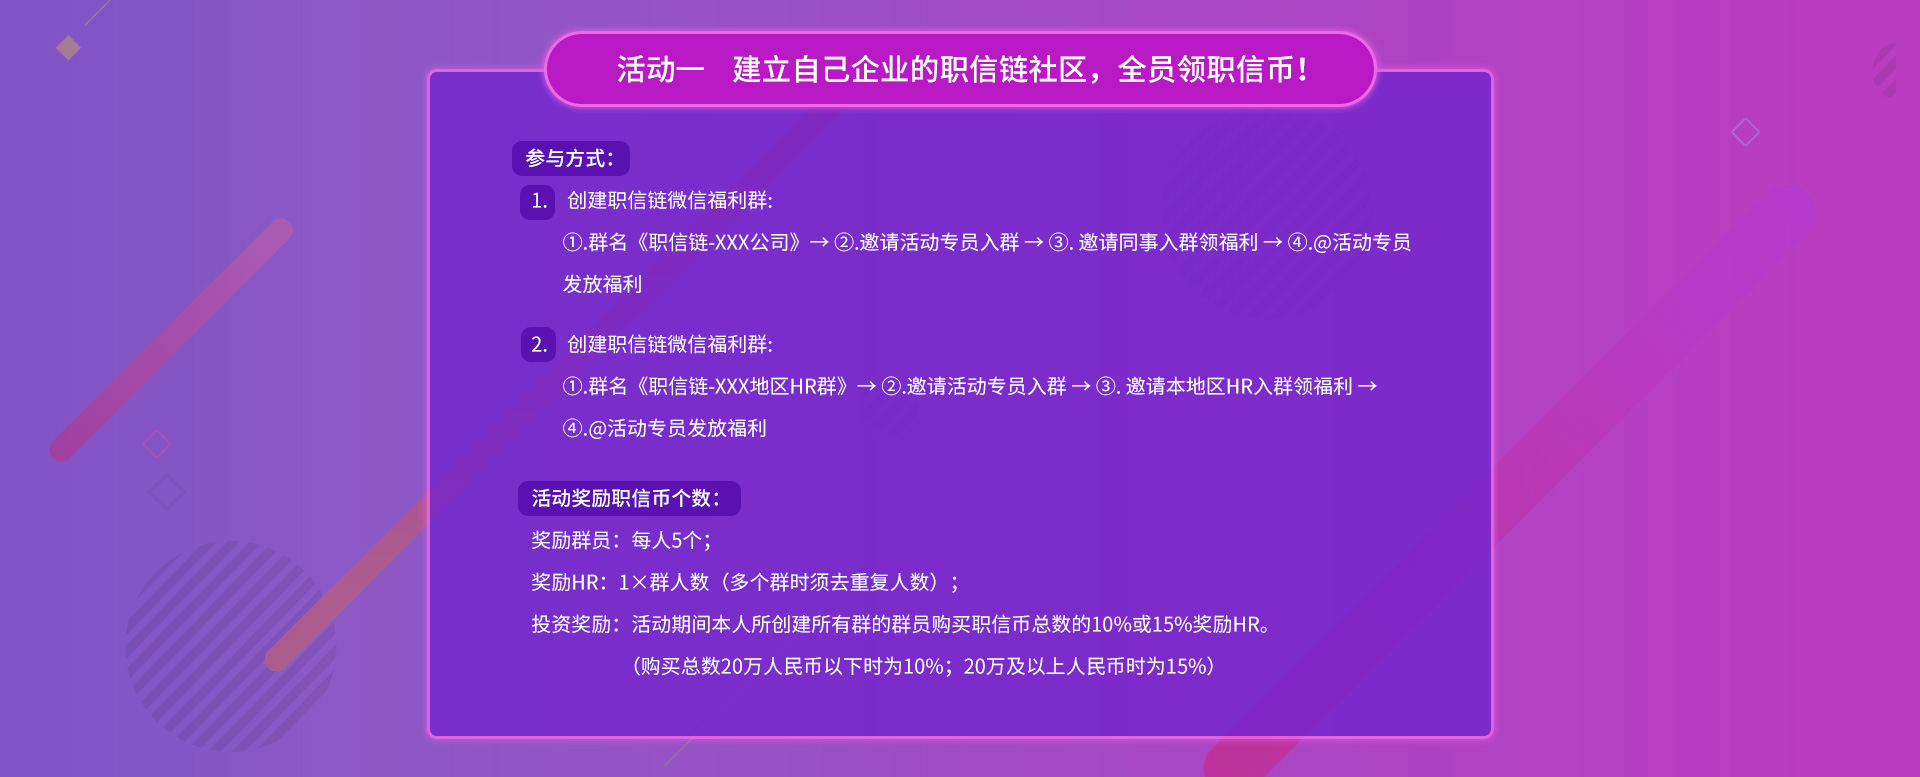 活动一 建立自己企业的职信链社区，全员领职信币！
参与方式：
1. 创建职信链微信福利群:
①.群名《职信链-XXX公司》→ ②.邀请活动专员入群 → ③. 邀请同事入群领福利 → ④.@活动专员
发放福利
2. 创建职信链微信福利群:
①.群名《职信链-XXX地区HR群》→ ②.邀请活动专员入群 → ③. 邀请本地区HR入群领福利 →
④.@活动专员发放福利
活动奖励职信币个数：
奖励群员：每人5个；
奖励HR：1×群人数（多个群时须去重复人数）；
投资奖励：活动期间本人所创建所有群的群员购买职信币总数的10%或15%奖励HR。
（购买总数20万人民币以下时为10%；20万及以上人民币时为15%）